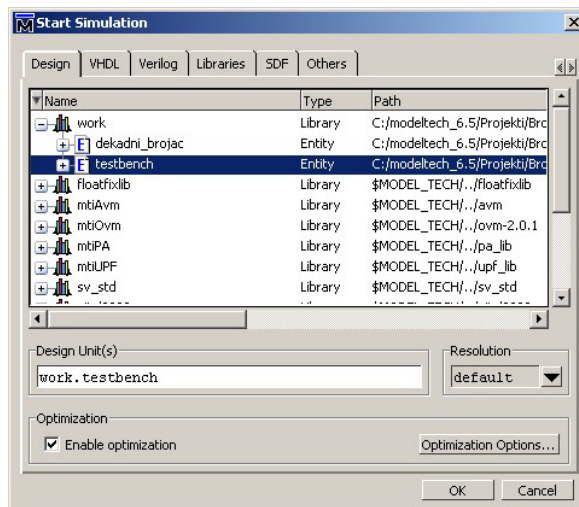 Start Simulation
Design VHDL Verilog Libraries SDF Others
Name Type Path
work Library C:/modeltech_6.5/Projekti/Brc
dekadni_brojac Entity C:/modeltech_6.5/Projekti/Brc
testbench Entity C:/modeltech_6.5/Projekti/Brc
floatfixlib Library $MODEL_TECH/../floatfixlib
mtiAvm Library $MODEL_TECH/../avm
mtiOvm Library $MODEL_TECH/../ovm-2.0.1
mtiPA Library $MODEL_TECH/../pa_lib
mtiUPF Library $MODEL_TECH/../upf_lib
sv_std Library $MODEL_TECH/../sv_std
Design Unit(s) Resolution
work.testbench default
Optimization
Enable optimization Optimization Options...
OK Cancel